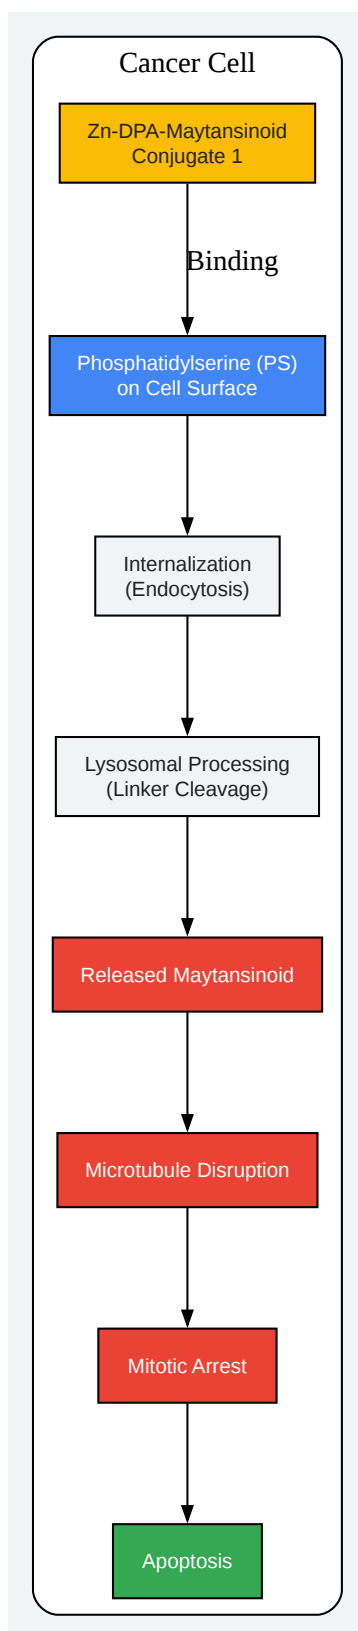 Cancer Cell
Zn-DPA-Maytansinoid
Conjugate 1
Binding
Phosphatidylserine (PS)
on Cell Surface
Internalization
(Endocytosis)
Lysosomal Processing
(Linker Cleavage)
Released Maytansinoid
Microtubule Disruption
Mitotic Arrest
Apoptosis